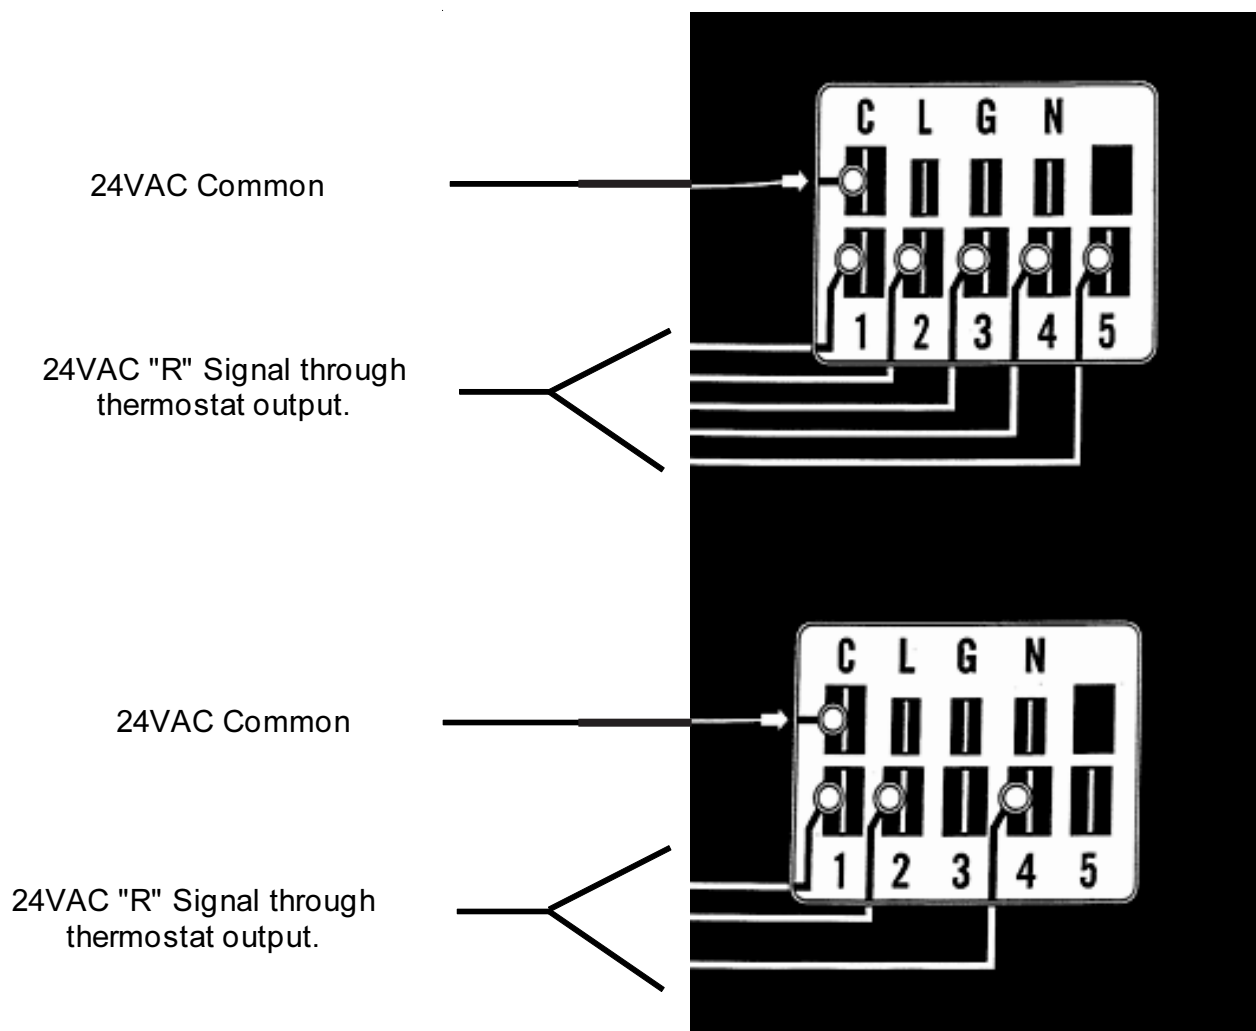 C L G N
24VAC Common
1 2 3 4 5
24VAC "R" Signal through
thermostat output.
C L G N
24VAC Common
1 2 3 4 5
24VAC "R" Signal through
thermostat output.